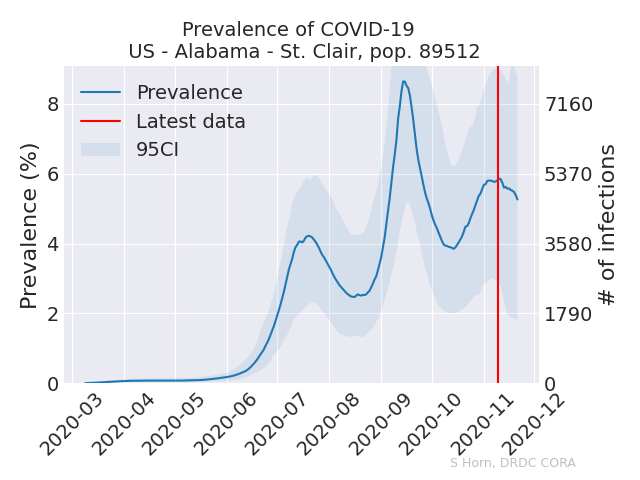 Prevalence of COVID-19
US - Alabama - St. Clair, pop. 89512
Prevalence
Latest data
95CI
Prevalence (%)
8
6
4
2
0
7160
5370
3580
1790
0
# of infections
2020-03
2020-04
2020-05
2020-06
2020-07
2020-08
2020-09
2020-10
2020-11
2020-12
S Horn, DRDC CORA